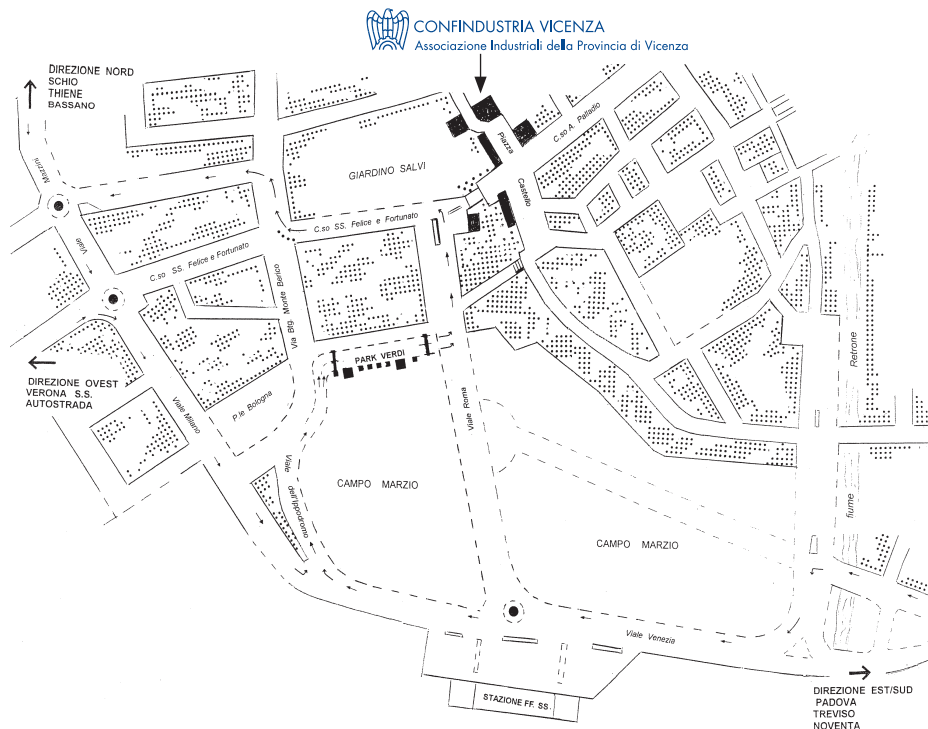 CONFINDUSTRIA VICENZA
Associazione Industriali della Provincia di Vicenza
DIREZIONE NORD
SCHIO
THIENE
BASSANO
Piazza
C.so A. Palladio
Mazzini
GIARDINO SALVI
Castello
C.so SS. Felice e Fortunato
Viale
C.so SS. Felice e Fortunato
Via Btg. Monte Berico
PARK VERDI
Retrone
DIREZIONE OVEST
VERONA S.S.
AUTOSTRADA
Viale Milano
P.le Bologna
Viale Roma
Viale
dell'Ippodromo
CAMPO MARZIO
fiume
CAMPO MARZIO
Viale Venezia
STAZIONE FF. SS.
DIREZIONE EST/SUD
PADOVA
TREVISO
NOVENTA